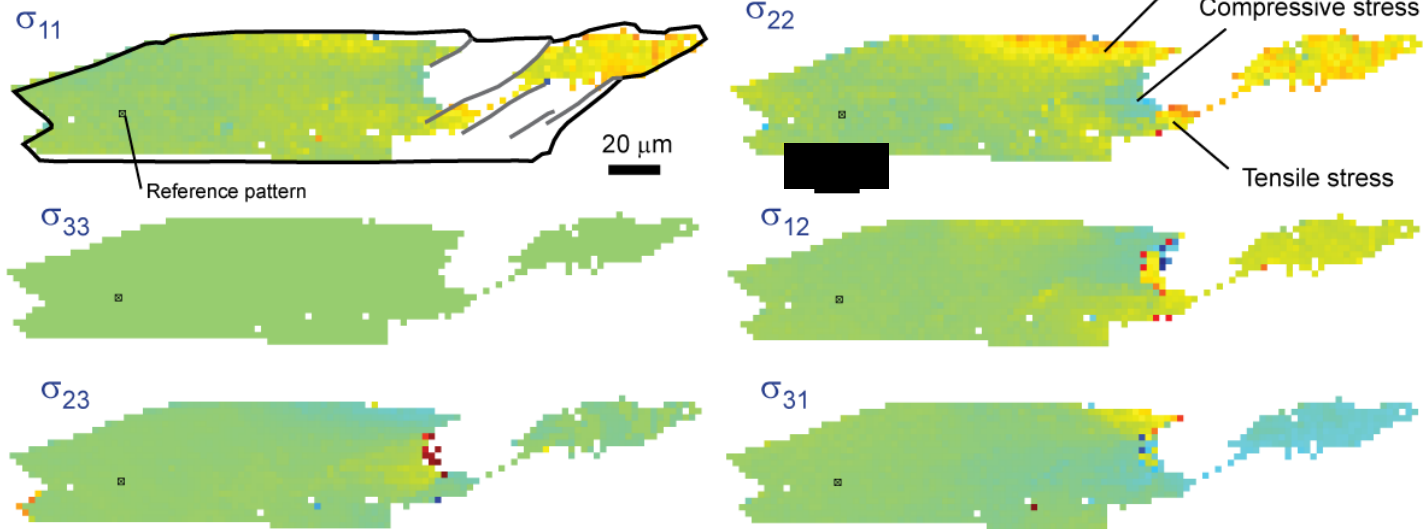 σ11
σ22
Compressive stress
20 μm
Reference pattern
Tensile stress
σ33
σ12
σ23
σ31